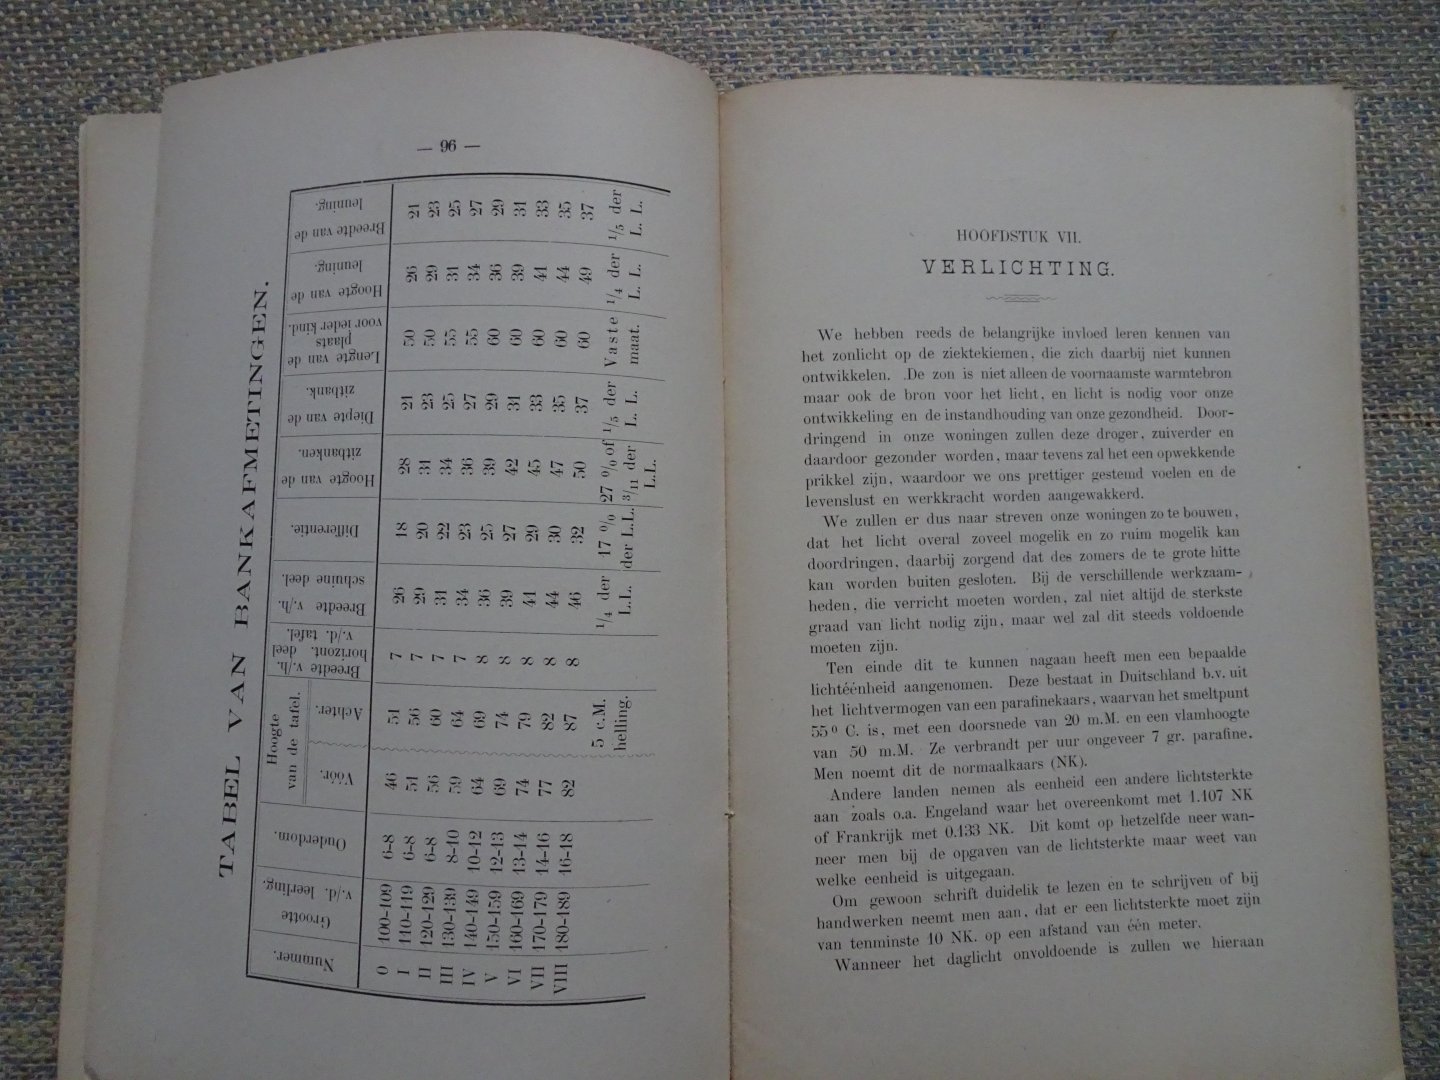 — 96 —
TABEL VAN BANKAFMETINGEN.
Nummer. | Grootte v./d. leerling. | Ouderdom. | Hoogte van de tafel. Vóór. | Achter. | Breedte v./h. horizont. deel v./d. tafel. | Breedte v./h. schuine deel. | Differentie. | Hoogte van de zitbanken. | Diepte van de zitbank. | Lengte van de plaats voor ieder kind. | Hoogte van de leuning. | Breedte van de leuning.
O | 100-109 | 6-8 | 46 | 51 | 7 | 26 | 18 | 28 | 21 | 50 | 26 | 21
I | 110-119 | 6-8 | 51 | 56 | 7 | 29 | 20 | 31 | 23 | 50 | 29 | 23
II | 120-129 | 6-8 | 56 | 60 | 7 | 31 | 22 | 34 | 25 | 55 | 31 | 25
III | 130-139 | 8-10 | 59 | 64 | 7 | 34 | 23 | 36 | 27 | 55 | 34 | 27
IV | 140-149 | 10-12 | 64 | 69 | 8 | 36 | 25 | 39 | 29 | 60 | 36 | 29
V | 150-159 | 12-13 | 69 | 74 | 8 | 39 | 27 | 42 | 31 | 60 | 39 | 31
VI | 160-169 | 13-14 | 74 | 79 | 8 | 41 | 29 | 45 | 33 | 60 | 41 | 33
VII | 170-179 | 14-16 | 77 | 82 | 8 | 44 | 30 | 47 | 35 | 60 | 44 | 35
VIII | 180-189 | 16-18 | 82 | 87 | 8 | 46 | 32 | 50 | 37 | 60 | 49 | 37
5 c.M. helling. | 1/4 der L.L. | 17 % der L.L. | 27 % of 3/11 der L.L. | 1/5 der L. L. | Vaste maat. | 1/4 der L. L. | 1/5 der L. L.
HOOFDSTUK VII.
VERLICHTING.
We hebben reeds de belangrijke invloed leren kennen van
het zonlicht op de ziektekiemen, die zich daarbij niet kunnen
ontwikkelen. De zon is niet alleen de voornaamste warmtebron
maar ook de bron voor het licht, en licht is nodig voor onze
ontwikkeling en de instandhouding van onze gezondheid. Door-
dringend in onze woningen zullen deze droger, zuiverder en
daardoor gezonder worden, maar tevens zal het een opwekkende
prikkel zijn, waardoor we ons prettiger gestemd voelen en de
levenslust en werkkracht worden aangewakkerd.
We zullen er dus naar streven onze woningen zo te bouwen,
dat het licht overal zoveel mogelik en zo ruim mogelik kan
doordringen, daarbij zorgend dat des zomers de te grote hitte
kan worden buiten gesloten. Bij de verschillende werkzaam-
heden, die verricht moeten worden, zal niet altijd de sterkste
graad van licht nodig zijn, maar wel zal dit steeds voldoende
moeten zijn.
Ten einde dit te kunnen nagaan heeft men een bepaalde
lichtéénheid aangenomen. Deze bestaat in Duitschland b.v. uit
het lichtvermogen van een parafinekaars, waarvan het smeltpunt
55° C. is, met een doorsnede van 20 m.M. en een vlamhoogte
van 50 m.M. Ze verbrandt per uur ongeveer 7 gr. parafine.
Men noemt dit de normaalkaars (NK).
Andere landen nemen als eenheid een andere lichtsterkte
aan zoals o.a. Engeland waar het overeenkomt met 1.107 NK
of Frankrijk met 0.133 NK. Dit komt op hetzelfde neer wan-
neer men bij de opgaven van de lichtsterkte maar weet van
welke eenheid is uitgegaan.
Om gewoon schrift duidelik te lezen en te schrijven of bij
handwerken neemt men aan, dat er een lichtsterkte moet zijn
van tenminste 10 NK. op een afstand van één meter.
Wanneer het daglicht onvoldoende is zullen we hieraan